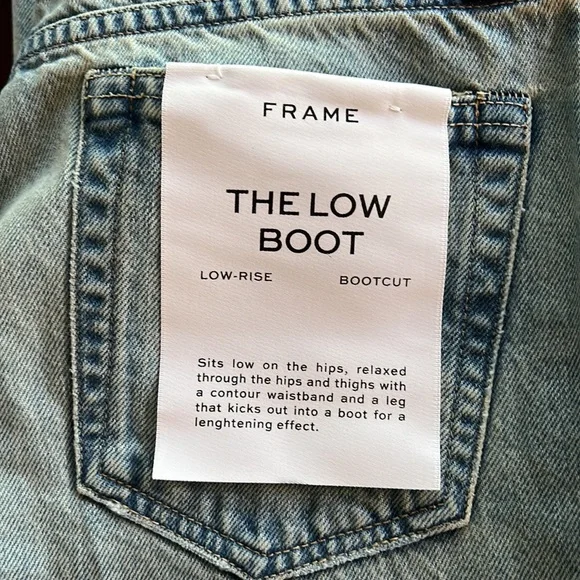 FRAME
THE LOW
BOOT
LOW-RISE BOOTCUT
Sits low on the hips, relaxed
through the hips and thighs with
a contour waistband and a leg
that kicks out into a boot for a
lenghtening effect.